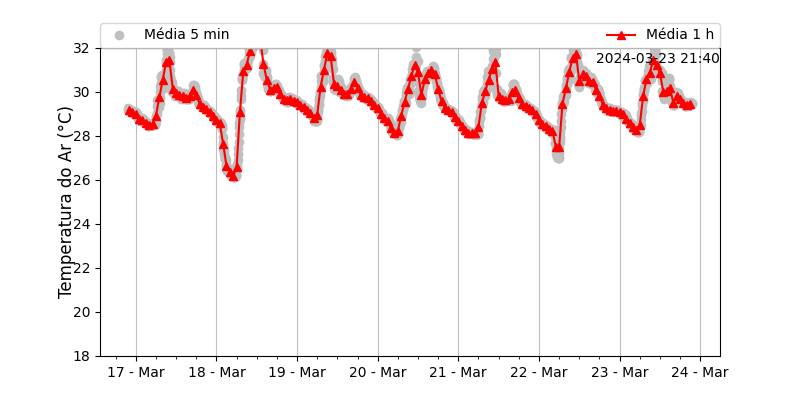 Média 5 min
Média 1 h
2024-03-23 21:40
Temperatura do Ar (°C)
32
30
28
26
24
22
20
18
17 - Mar
18 - Mar
19 - Mar
20 - Mar
21 - Mar
22 - Mar
23 - Mar
24 - Mar